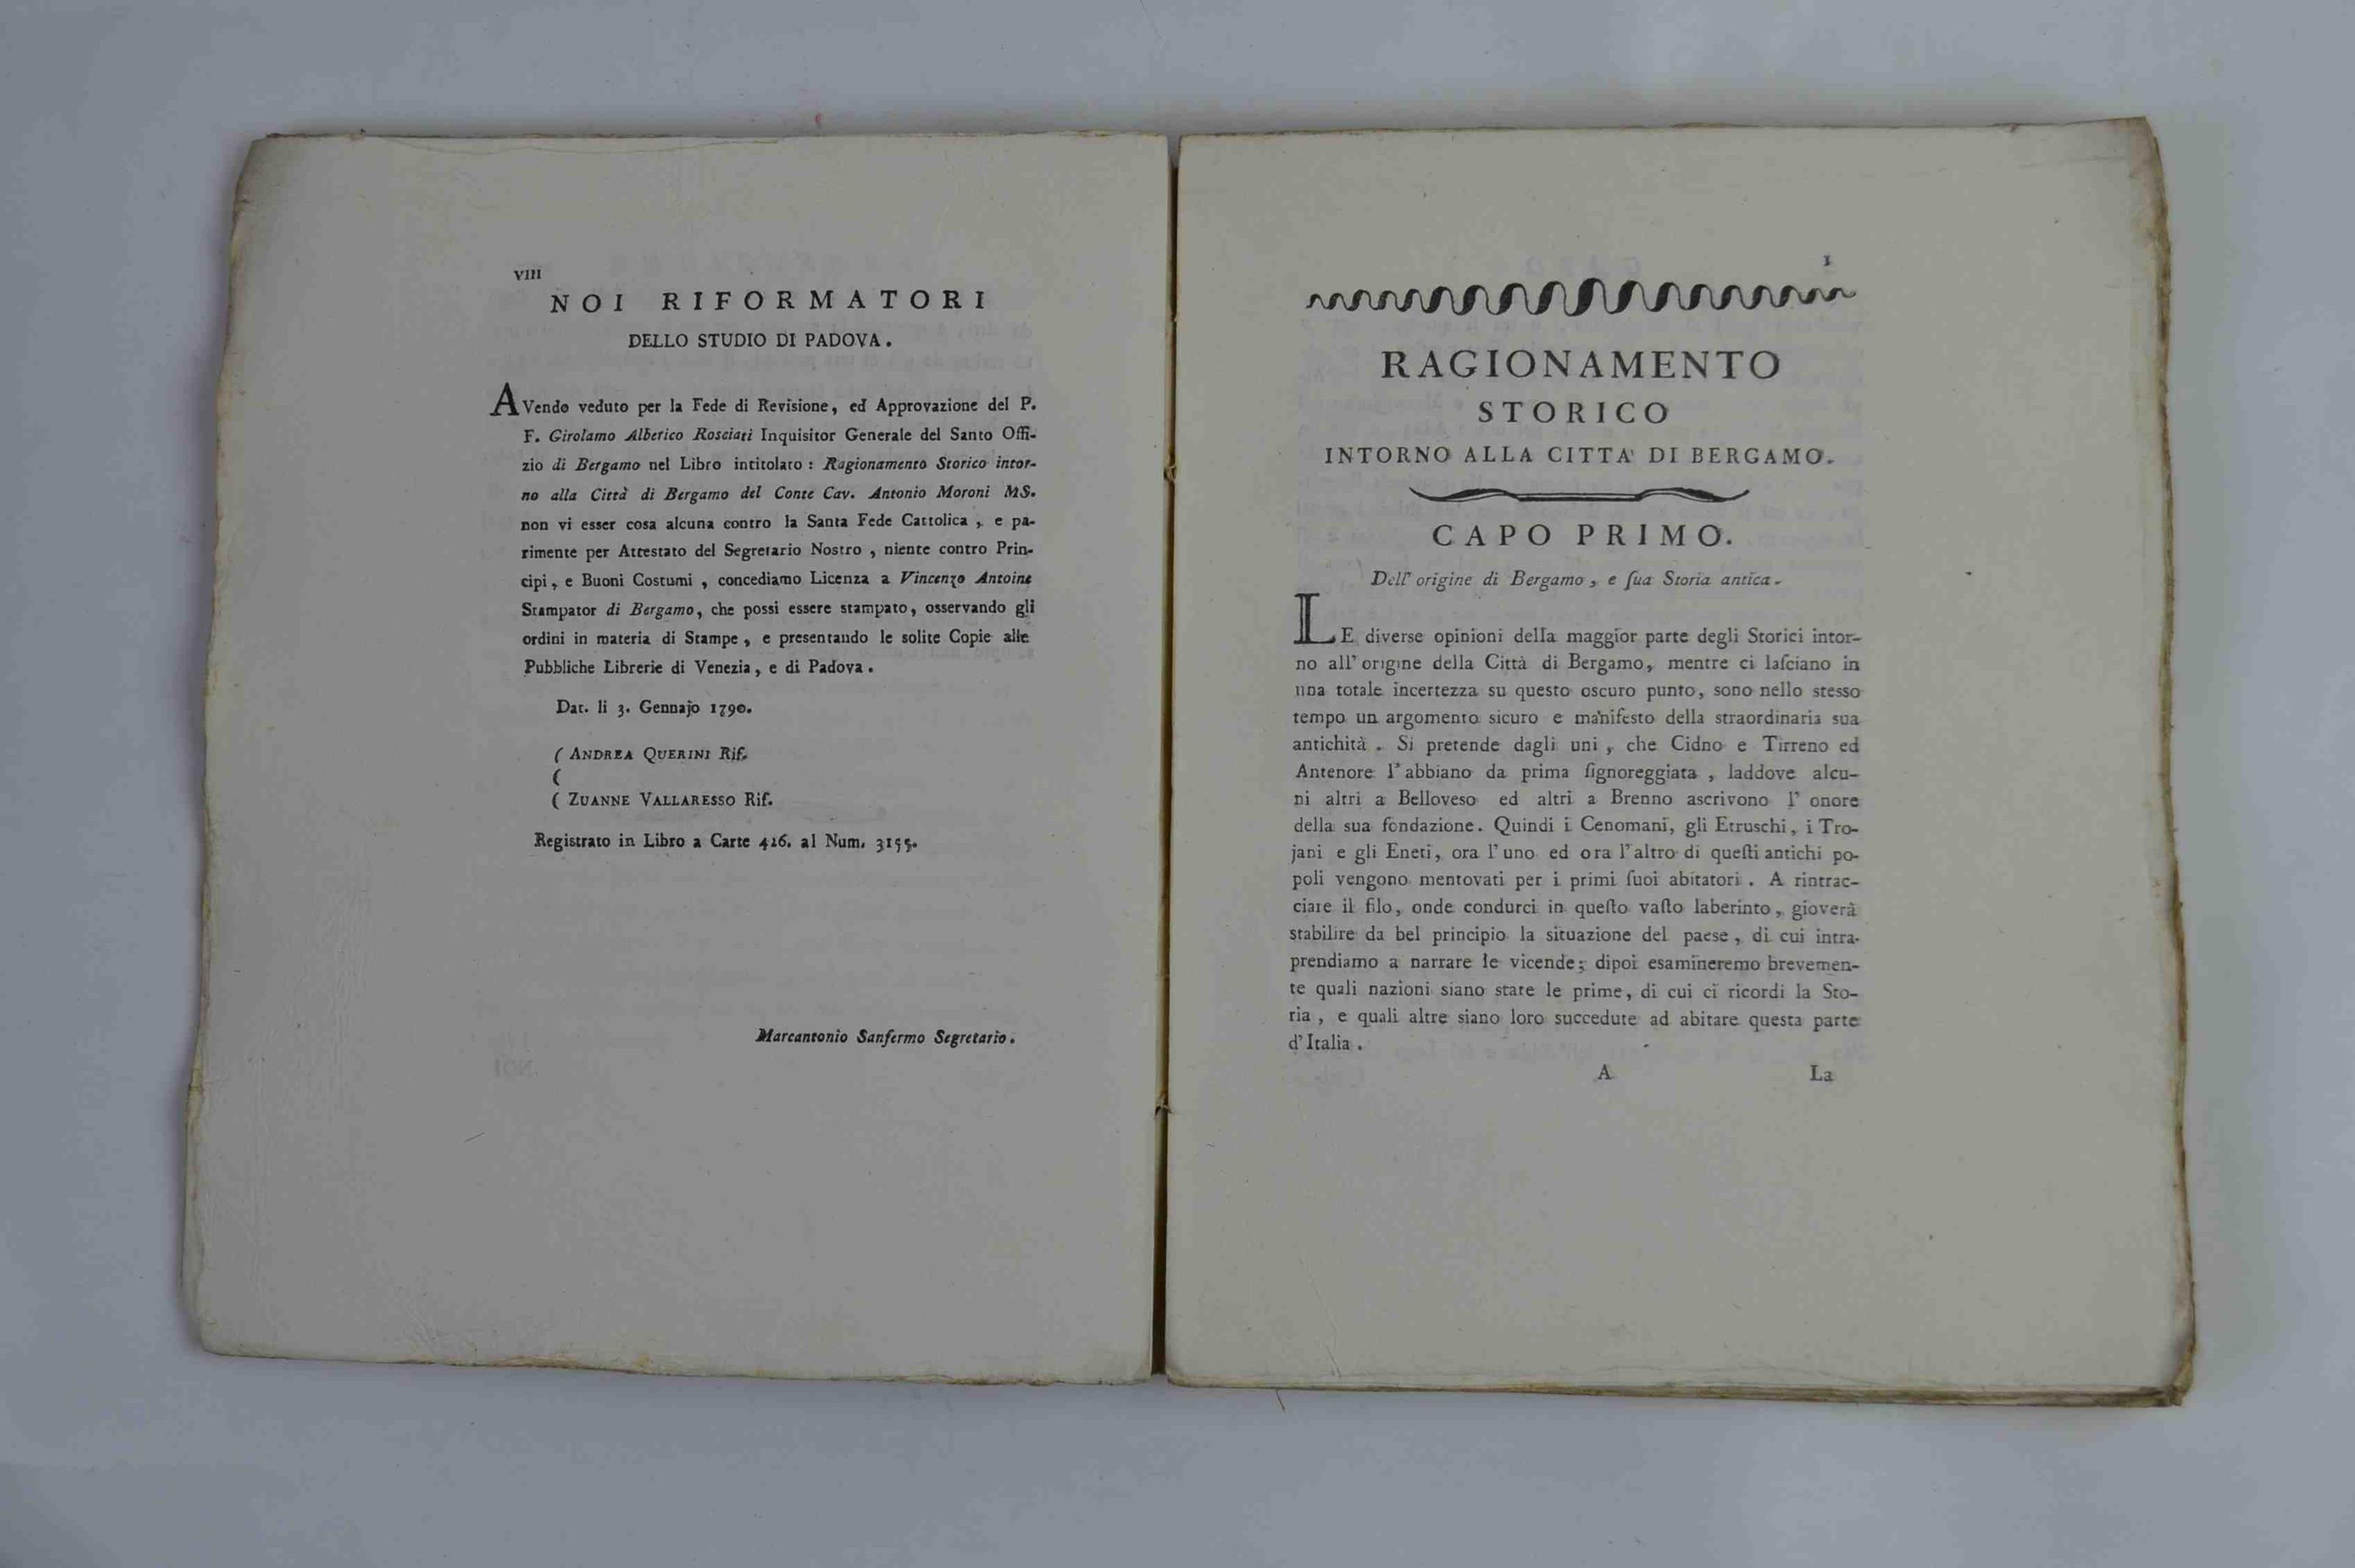 VIII
NOI RIFORMATORI
DELLO STUDIO DI PADOVA.
AVendo veduto per la Fede di Revisione, ed Approvazione del P.
F. Girolamo Alberico Rosciati Inquisitor Generale del Santo Offi-
zio di Bergamo nel Libro intitolato : Ragionamento Storico intor-
no alla Città di Bergamo del Conte Cav. Antonio Moroni MS.
non vi esser cosa alcuna contro la Santa Fede Cattolica , e pa-
rimente per Attestato del Segretario Nostro , niente contro Prin-
cipi, e Buoni Costumi , concediamo Licenza a Vincenzo Antoine
Stampator di Bergamo, che possi essere stampato, osservando gli
ordini in materia di Stampe , e presentando le solite Copie alle
Pubbliche Librerie di Venezia, e di Padova .
Dat. li 3. Gennajo 1790.
( ANDREA QUERINI Rif.
(
( ZUANNE VALLARESSO Rif.
Registrato in Libro a Carte 426. al Num. 3155.
Marcantonio Sanfermo Segretario .
NOI
1
RAGIONAMENTO
STORICO
INTORNO ALLA CITTA' DI BERGAMO.
CAPO PRIMO.
Dell' origine di Bergamo , e ſua Storia antica .
LE diverse opinioni della maggior parte degli Storici intor-
no all' origine della Città di Bergamo, mentre ci laſciano in
una totale incertezza su questo oscuro punto, sono nello stesso
tempo un argomento sicuro e manifesto della straordinaria sua
antichità . Si pretende dagli uni , che Cidno e Tirreno ed
Antenore l' abbiano da prima ſignoreggiata , laddove alcu-
ni altri a Belloveso ed altri a Brenno ascrivono l' onore
della sua fondazione. Quindi i Cenomani, gli Etruschi, i Tro-
jani e gli Eneti, ora l' uno ed ora l' altro di queſti antichi po-
poli vengono mentovati per i primi ſuoi abitatori . A rintrac-
ciare il filo, onde condurci in queſto vaſto laberinto, gioverà
stabilire da bel principio la situazione del paese , di cui intra-
prendiamo a narrare le vicende; dipoi esamineremo brevemen-
te quali nazioni siano state le prime, di cui ci ricordi la Sto-
ria , e quali altre siano loro succedute ad abitare questa parte
d' Italia .
A La